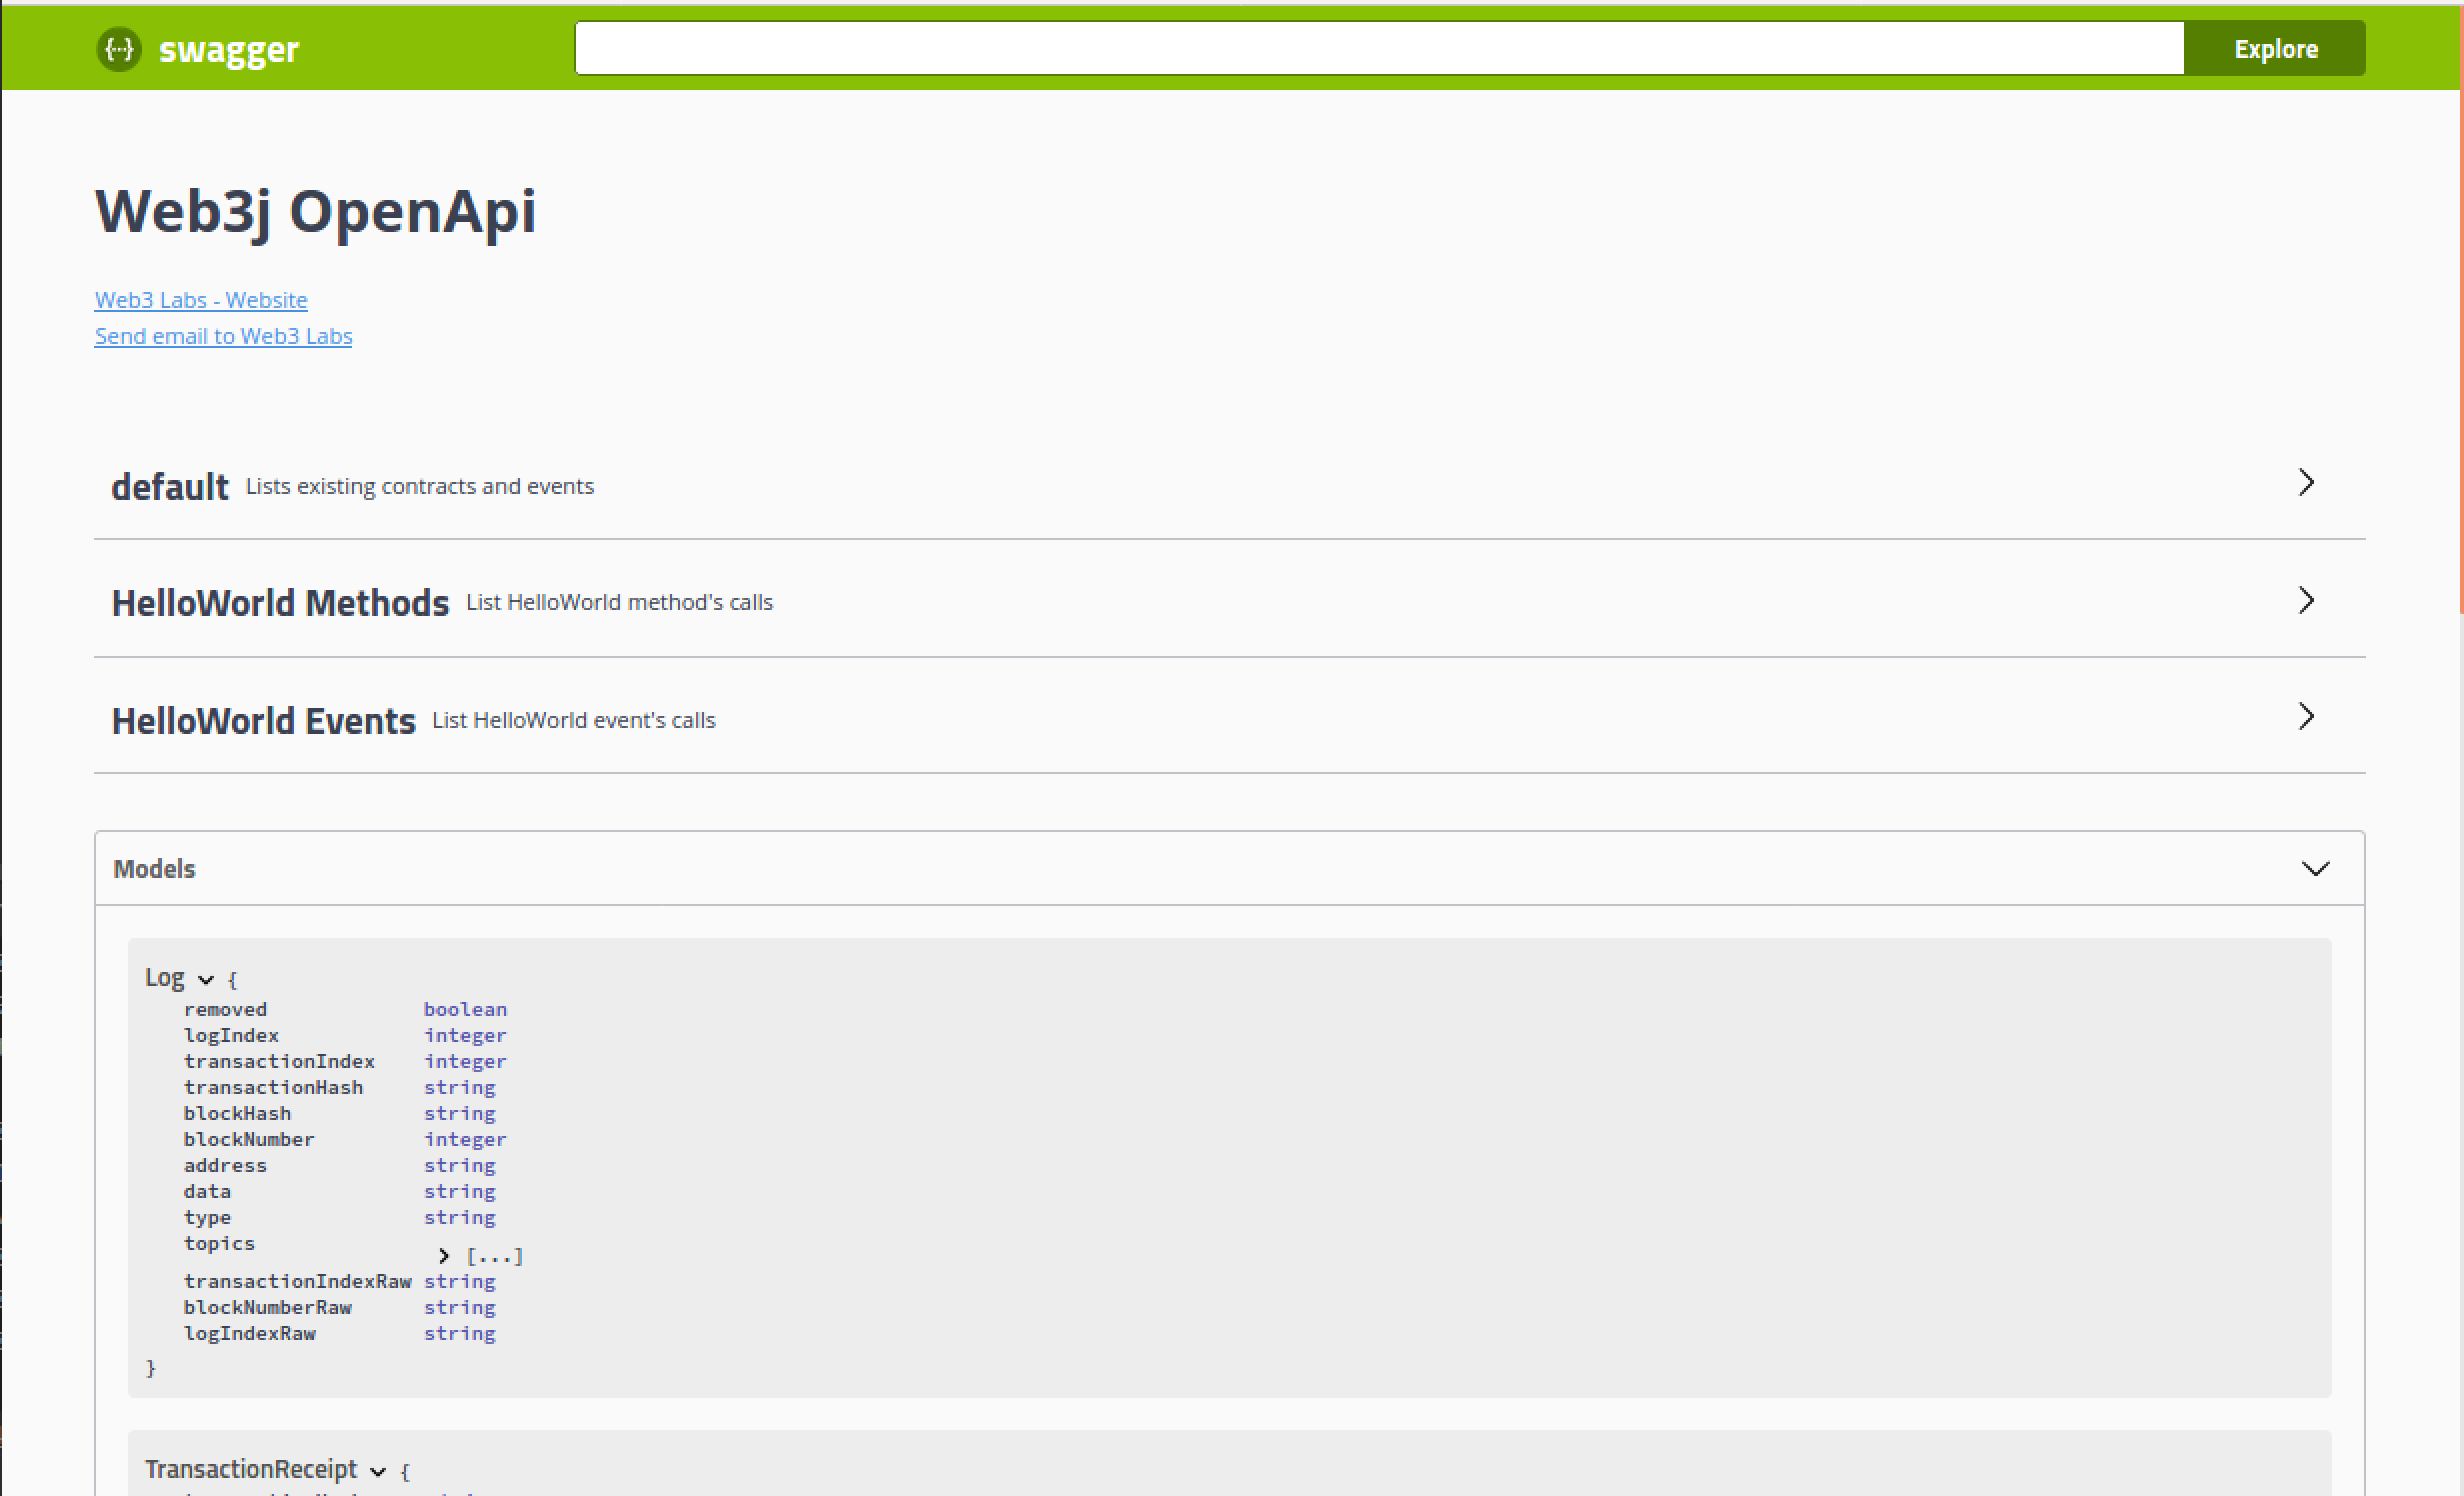 {...} swagger
Explore
Web3j OpenApi
Web3 Labs - Website
Send email to Web3 Labs
default Lists existing contracts and events
HelloWorld Methods List HelloWorld method's calls
HelloWorld Events List HelloWorld event's calls
Models
Log {
removed boolean
logIndex integer
transactionIndex integer
transactionHash string
blockHash string
blockNumber integer
address string
data string
type string
topics [...]
transactionIndexRaw string
blockNumberRaw string
logIndexRaw string
}
TransactionReceipt {